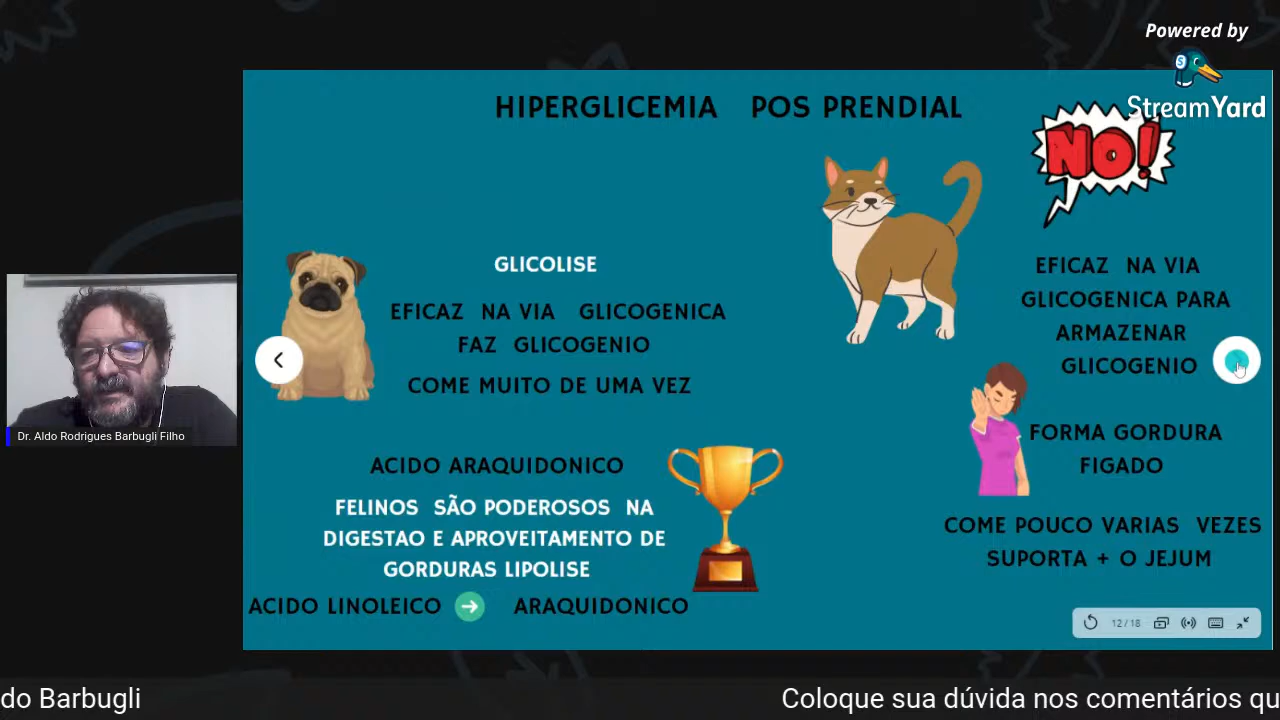 Powered by
StreamYard
HIPERGLICEMIA POS PRENDIAL
NO!
GLICOLISE
EFICAZ NA VIA GLICOGENICA
FAZ GLICOGENIO
COME MUITO DE UMA VEZ
EFICAZ NA VIA
GLICOGENICA PARA
ARMAZENAR
GLICOGENIO
FORMA GORDURA
FIGADO
COME POUCO VARIAS VEZES
SUPORTA + O JEJUM
ACIDO ARAQUIDONICO
FELINOS SÃO PODEROSOS NA
DIGESTAO E APROVEITAMENTO DE
GORDURAS LIPOLISE
ACIDO LINOLEICO ARAQUIDONICO
12 / 18
Dr. Aldo Rodrigues Barbugli Filho
do Barbugli
Coloque sua dúvida nos comentários qu